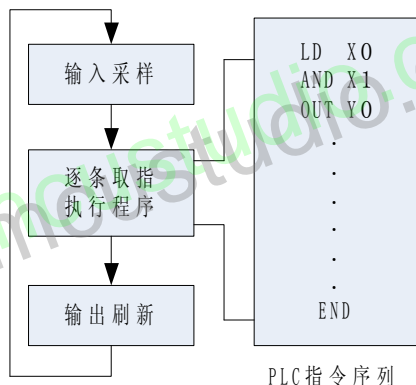 输入采样
逐条取指
执行程序
输出刷新
LD X0
AND X1
OUT Y0
.
.
.
.
.
.
END
PLC指令序列